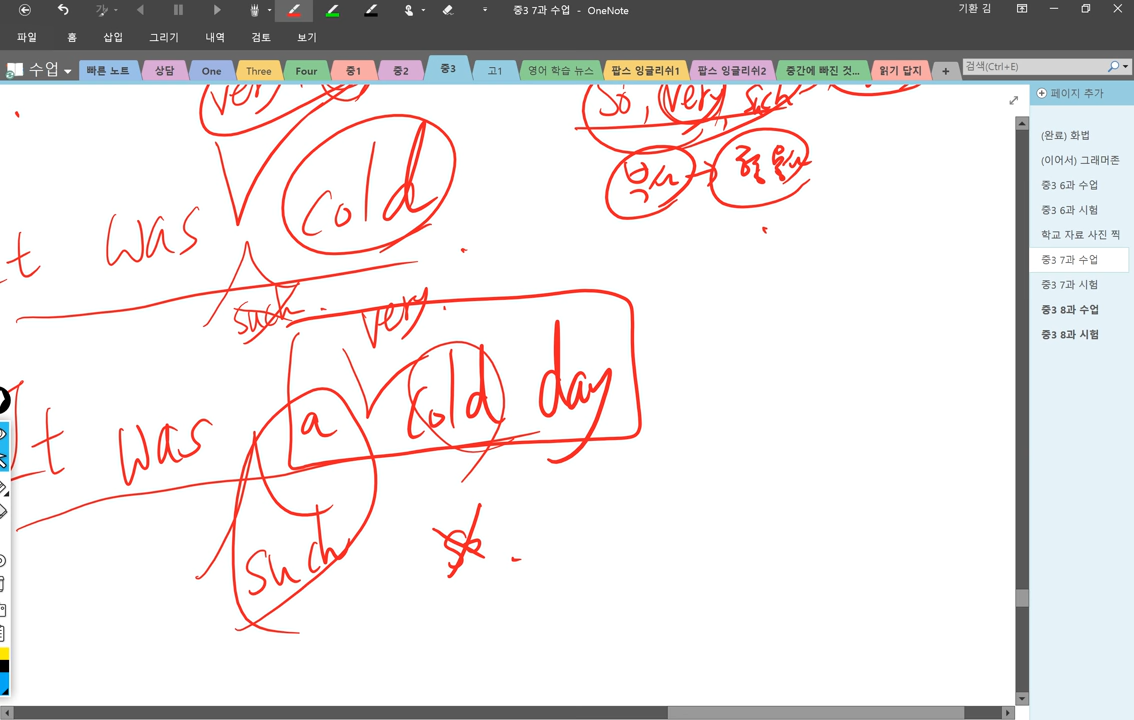 중3 7과 수업 - OneNote
기환 김
파일 홈 삽입 그리기 내역 검토 보기
수업 빠른 노트 상담 One Three Four 중1 중2 중3 고1 영어 학습 뉴스 팝스 잉글리쉬1 팝스 잉글리쉬2 중간에 빠진 것... 읽기 답지 + 검색(Ctrl+E)
페이지 추가
(완료) 화법
(이어서) 그래머존
중3 6과 수업
중3 6과 시험
학교 자료 사진 찍
중3 7과 수업
중3 7과 시험
중3 8과 수업
중3 8과 시험
very
So, very, such
부사 → 형용사
It was cold
such very
It was a cold day
such so